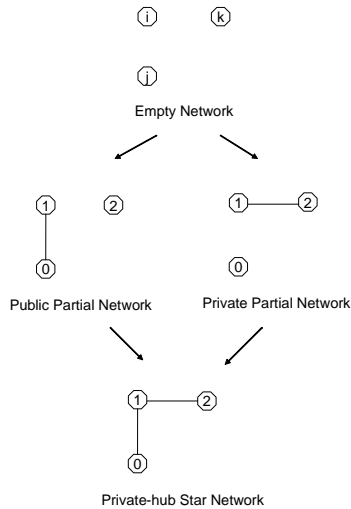 i k
j
Empty Network
1 2 1 2
0 0
Public Partial Network Private Partial Network
1 2
0
Private-hub Star Network